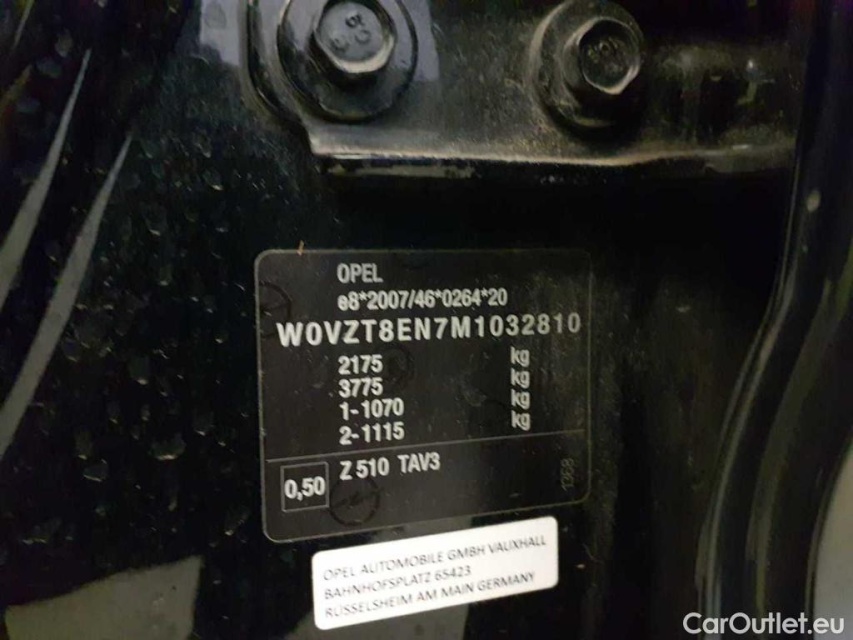 OPEL
e8*2007/46*0264*20
W0VZT8EN7M1032810
2175 kg
3775 kg
1-1070 kg
2-1115 kg
0,50 Z 510 TAV3
1368
OPEL AUTOMOBILE GMBH VAUXHALL
BAHNHOFSPLATZ 65423
RÜSSELSHEIM AM MAIN GERMANY
CarOutlet.eu